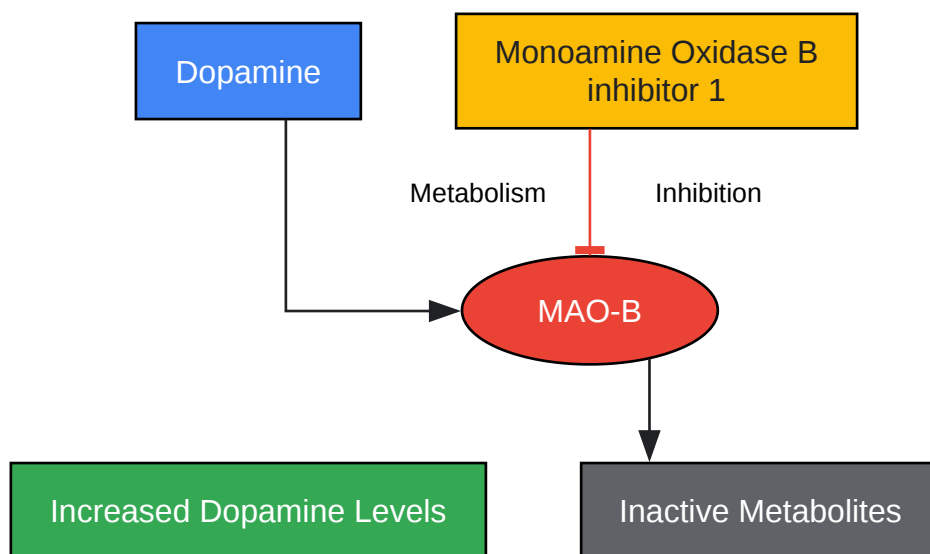 Dopamine
Monoamine Oxidase B
inhibitor 1
Metabolism
Inhibition
MAO-B
Increased Dopamine Levels
Inactive Metabolites